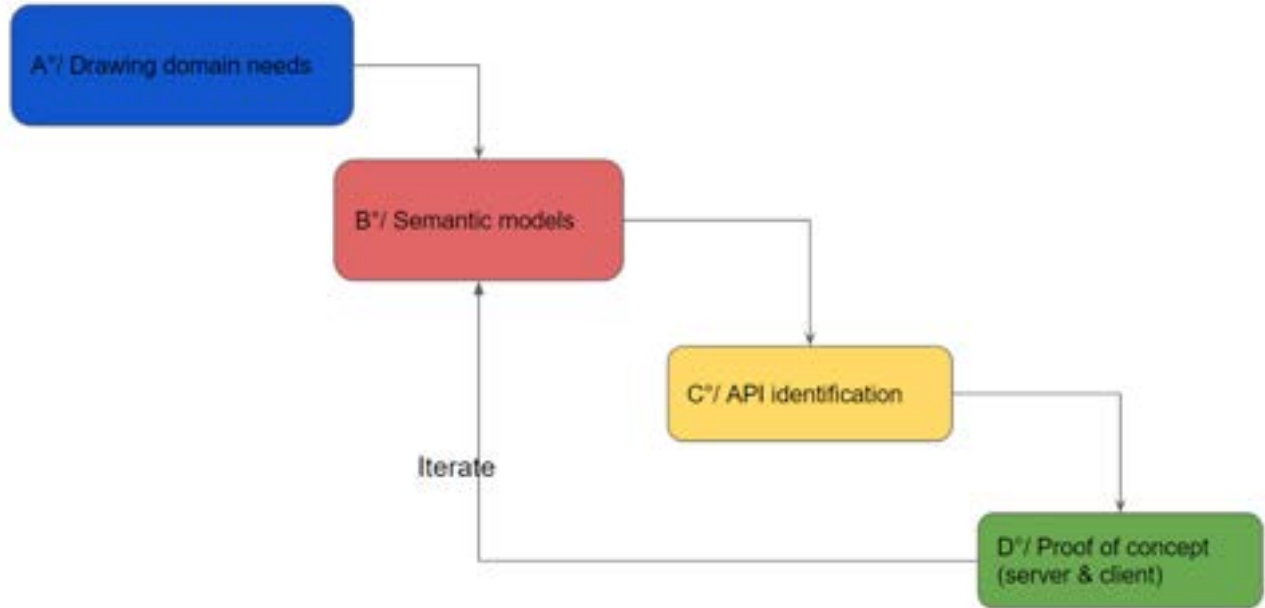 A°/ Drawing domain needs
B°/ Semantic models
C°/ API identification
Iterate
D°/ Proof of concept
(server & client)